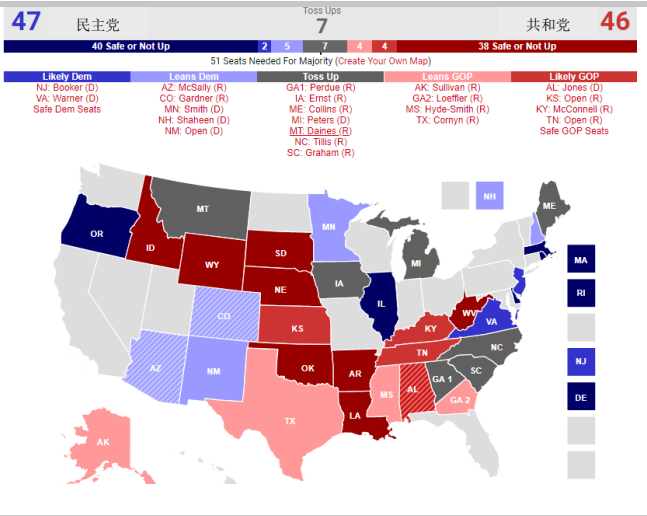 Toss Ups
47 民主党 7 共和党 46
40 Safe or Not Up 2 5 7 4 4 38 Safe or Not Up
51 Seats Needed For Majority (Create Your Own Map)
Likely Dem Leans Dem Toss Up Leans GOP Likely GOP
NJ: Booker (D) AZ: McSally (R) GA1: Perdue (R) AK: Sullivan (R) AL: Jones (D)
VA: Warner (D) CO: Gardner (R) IA: Ernst (R) GA2: Loeffler (R) KS: Open (R)
Safe Dem Seats MN: Smith (D) ME: Collins (R) MS: Hyde-Smith (R) KY: McConnell (R)
NH: Shaheen (D) MI: Peters (D) TX: Cornyn (R) TN: Open (R)
NM: Open (D) MT: Daines (R) Safe GOP Seats
NC: Tillis (R)
SC: Graham (R)
NH
ME
MT
OR
MN
ID
SD
MA
WY
MI
NE
IA
RI
IL
CO
WV
VA
KS
KY
NC
TN
NJ
AZ
NM
OK
AR
SC
GA 1
MS
AL
DE
GA 2
LA
TX
AK